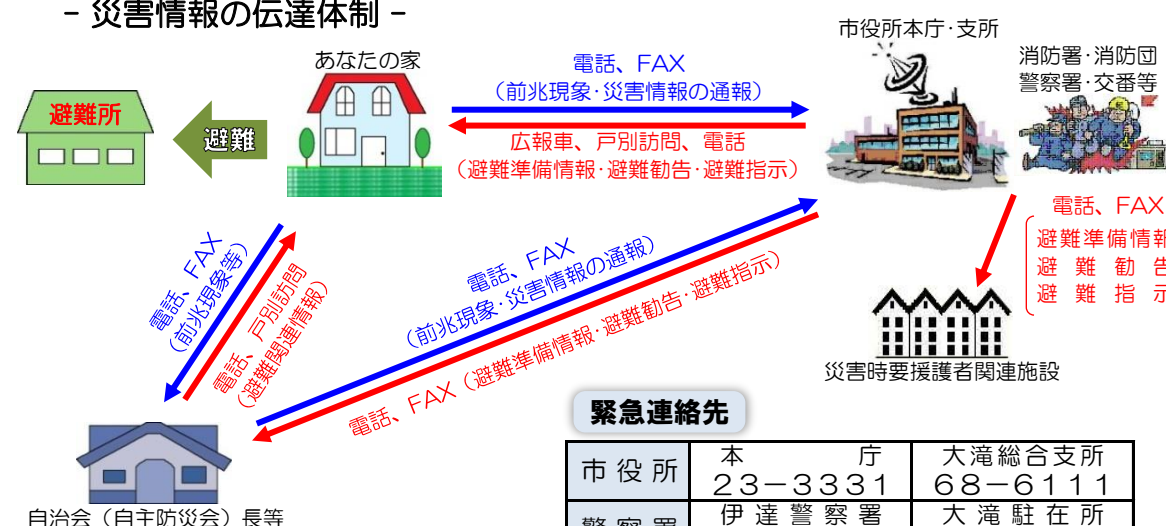 - 災害情報の伝達体制 -
市役所本庁・支所
消防署・消防団
警察署・交番等
あなたの家
電話、FAX
(前兆現象・災害情報の通報)
避難所
避難
広報車、戸別訪問、電話
(避難準備情報・避難勧告・避難指示)
電話、FAX
避難準備情報
避難勧告
避難指示
電話、FAX
(前兆現象等)
電話、戸別訪問
(避難関連情報)
電話、FAX
(前兆現象・災害情報の通報)
電話、FAX(避難準備情報・避難勧告・避難指示)
災害時要援護者関連施設
自治会(自主防災会)長等
緊急連絡先
市役所 本庁 大滝総合支所
23-3331 68-6111
警察署 伊達警察署 大滝駐在所